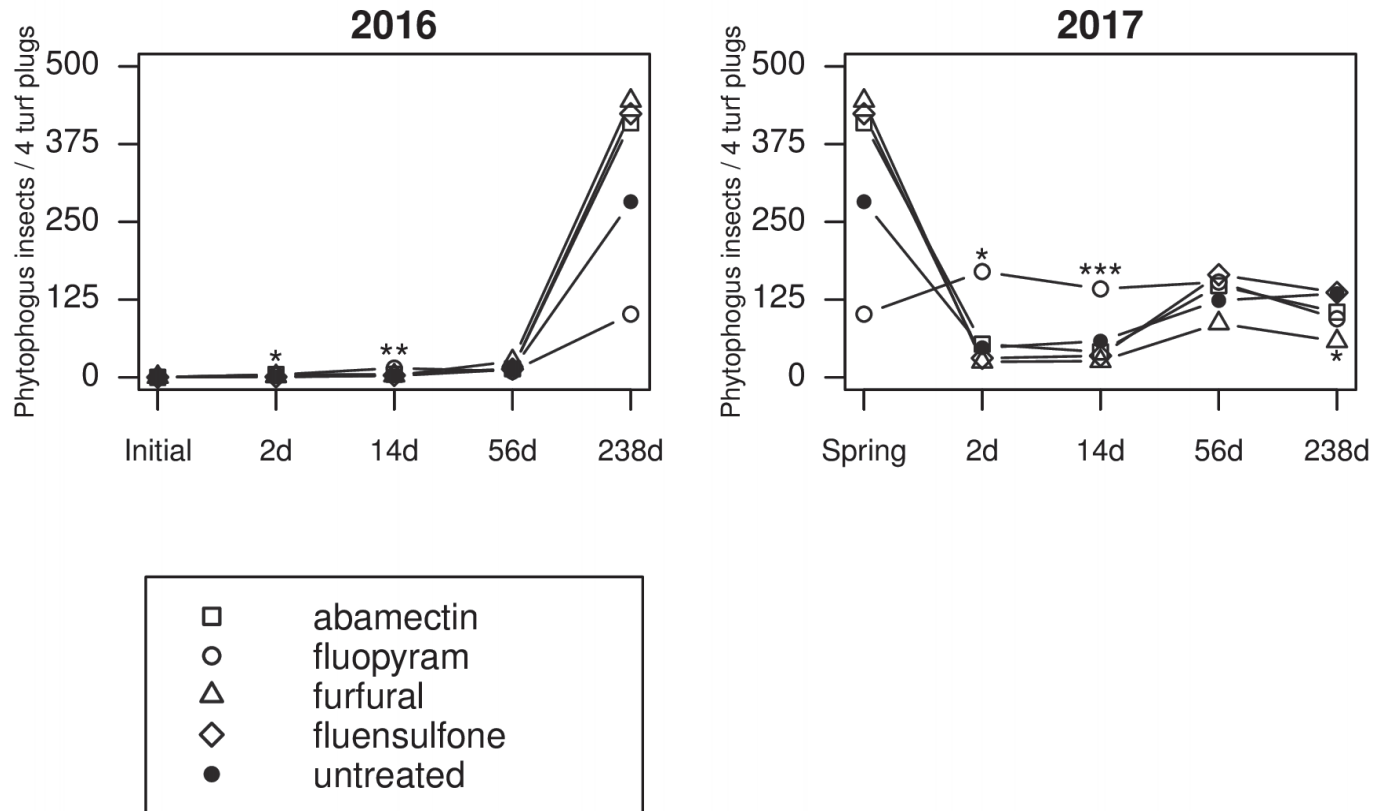 2016
Phytophogus insects / 4 turf plugs
500
375
250
125
0
*
**
Initial 2d 14d 56d 238d
2017
Phytophogus insects / 4 turf plugs
500
375
250
125
0
*
***
*
Spring 2d 14d 56d 238d
abamectin
fluopyram
furfural
fluensulfone
untreated